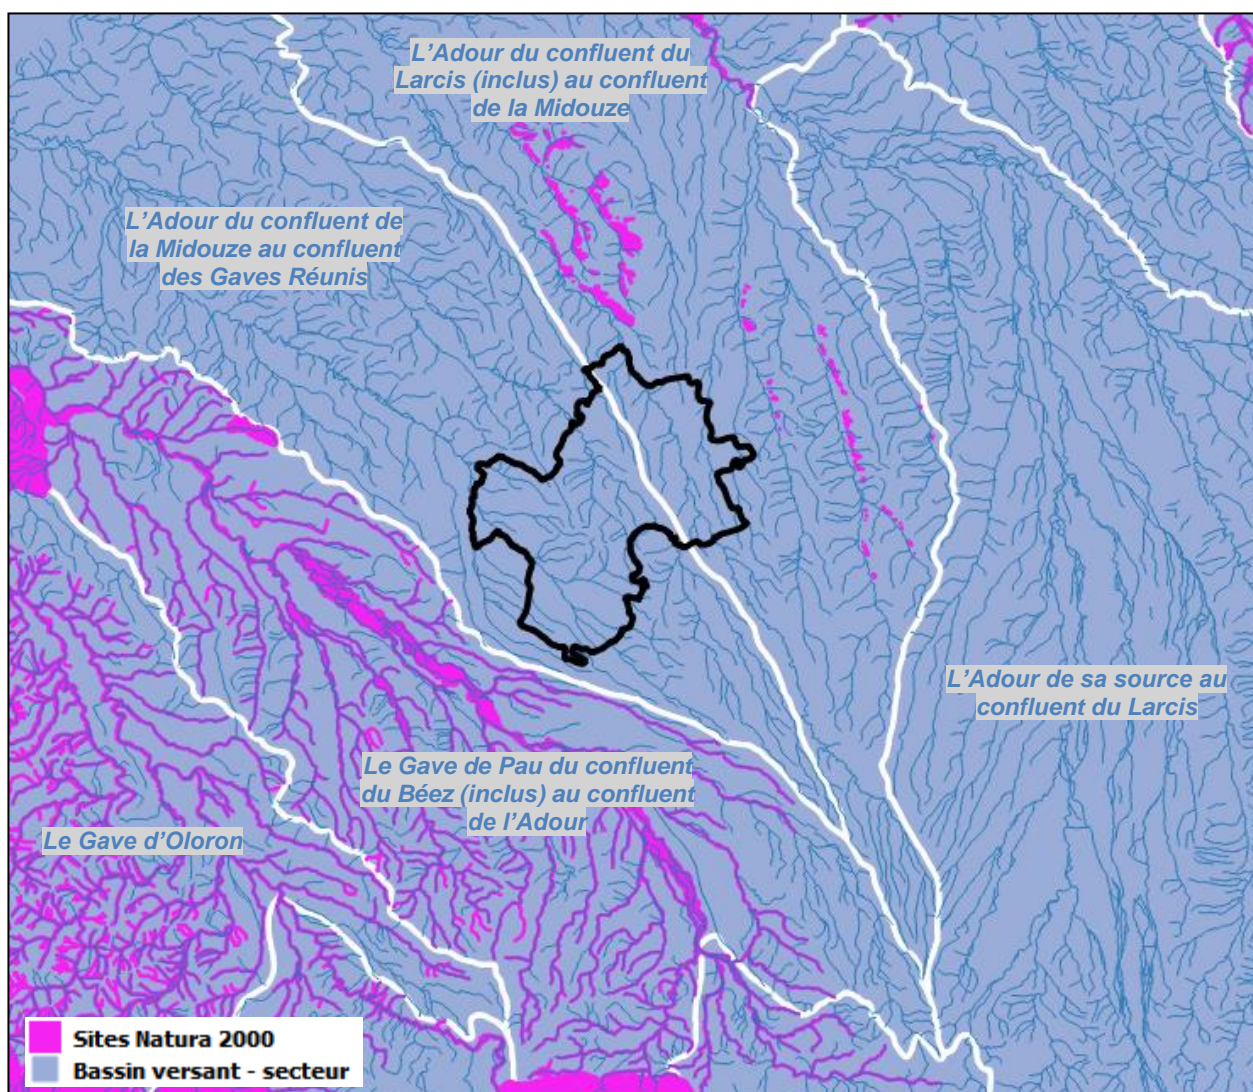 L'Adour du confluent du
Larcis (inclus) au confluent
de la Midouze
L'Adour du confluent de
la Midouze au confluent
des Gaves Réunis
L'Adour de sa source au
confluent du Larcis
Le Gave de Pau du confluent
du Béez (inclus) au confluent
de l'Adour
Le Gave d'Oloron
Sites Natura 2000
Bassin versant - secteur